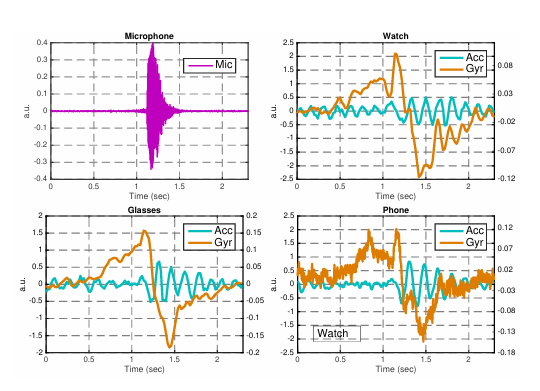 Microphone
0.4
0.3
0.2
0.1
0
-0.1
-0.2
-0.3
-0.4
a.u.
Mic
0 0.5 1 1.5 2
Time (sec)
Watch
2.5
2
1.5
1
0.5
0
-0.5
-1
-1.5
-2
-2.5
a.u.
Acc
Gyr
0.08
0.03
-0.02
-0.07
-0.12
0 0.5 1 1.5 2
Time (sec)
Glasses
2
1.5
1
0.5
0
-0.5
-1
-1.5
-2
a.u.
Acc
Gyr
0.2
0.15
0.1
0.05
0
-0.05
-0.1
-0.15
-0.2
0 0.5 1 1.5 2
Time (sec)
Phone
2.5
2
1.5
1
0.5
0
-0.5
-1
-1.5
-2
-2.5
a.u.
Acc
Gyr
Watch
0.12
0.07
0.02
-0.03
-0.08
-0.13
-0.18
0 0.5 1 1.5 2
Time (sec)